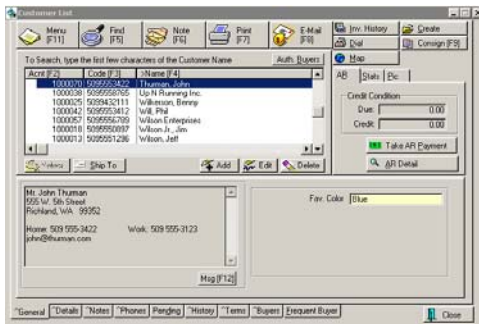 Customer List
Menu [F11]
Find [F5]
Note [F6]
Print [F7]
E-Mail [F8]
Inv. History
Create
Dial
Consign [F9]
Map
To Search, type the first few characters of the Customer Name
Auth. Buyers
Acnt [F2] Code [F3] >Name [F4]
1000070 5095553422 Thurman, John
1000038 5095558765 Up N Running Inc.
1000025 5099432111 Wilkerson, Benny
1000042 5095553412 Will, Phil
1000057 5095556789 Wilson Enterprises
1000018 5095550897 Wilson Jr., Jim
1000013 5095551236 Wilson, Jeff
AR Stats Pic
Credit Condition
Due: 0.00
Credit: 0.00
Take AR Payment
AR Detail
Ship To
Add
Edit
Delete
Mr. John Thurman
555 W. 5th Street
Richland, WA 99352
Home: 509 555-3422 Work: 509 555-3123
john@thurman.com
Msg [F12]
Fav. Color Blue
^General ^Details ^Notes ^Phones Pending ^History ^Terms ^Buyers Frequent Buyer
Close